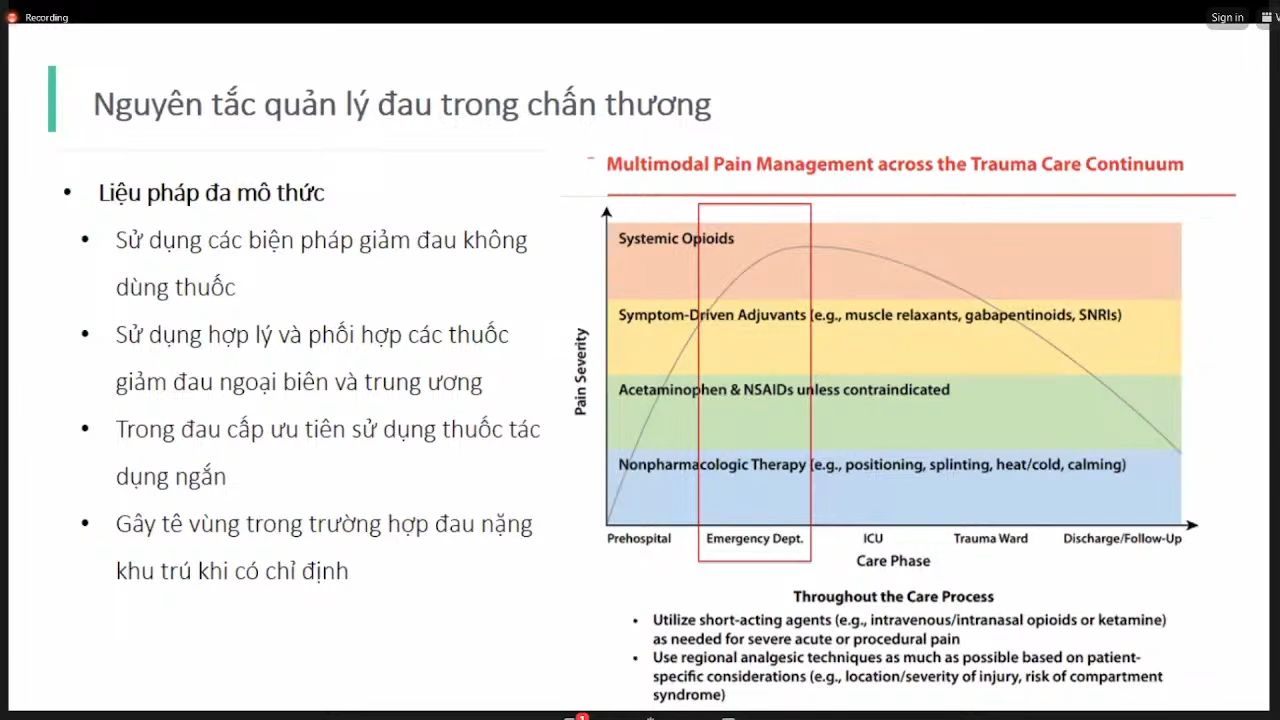 Recording
Sign in
Nguyên tắc quản lý đau trong chấn thương
• Liệu pháp đa mô thức
• Sử dụng các biện pháp giảm đau không
dùng thuốc
• Sử dụng hợp lý và phối hợp các thuốc
giảm đau ngoại biên và trung ương
• Trong đau cấp ưu tiên sử dụng thuốc tác
dụng ngắn
• Gây tê vùng trong trường hợp đau nặng
khu trú khi có chỉ định
Multimodal Pain Management across the Trauma Care Continuum
Pain Severity
Systemic Opioids
Symptom-Driven Adjuvants (e.g., muscle relaxants, gabapentinoids, SNRIs)
Acetaminophen & NSAIDs unless contraindicated
Nonpharmacologic Therapy (e.g., positioning, splinting, heat/cold, calming)
Prehospital Emergency Dept. ICU Trauma Ward Discharge/Follow-Up
Care Phase
Throughout the Care Process
• Utilize short-acting agents (e.g., intravenous/intranasal opioids or ketamine)
as needed for severe acute or procedural pain
• Use regional analgesic techniques as much as possible based on patient-
specific considerations (e.g., location/severity of injury, risk of compartment
syndrome)
1